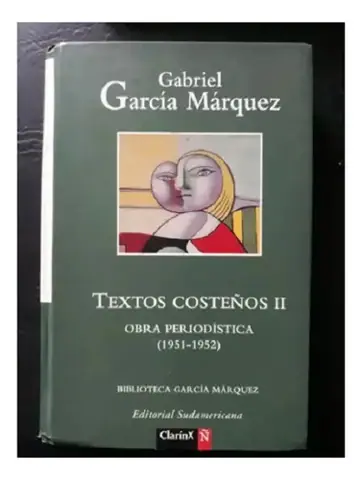 Gabriel
García Márquez
TEXTOS COSTEÑOS II
OBRA PERIODÍSTICA
(1951-1952)
BIBLIOTECA GARCÍA MÁRQUEZ
Editorial Sudamericana
ClarínX Ñ